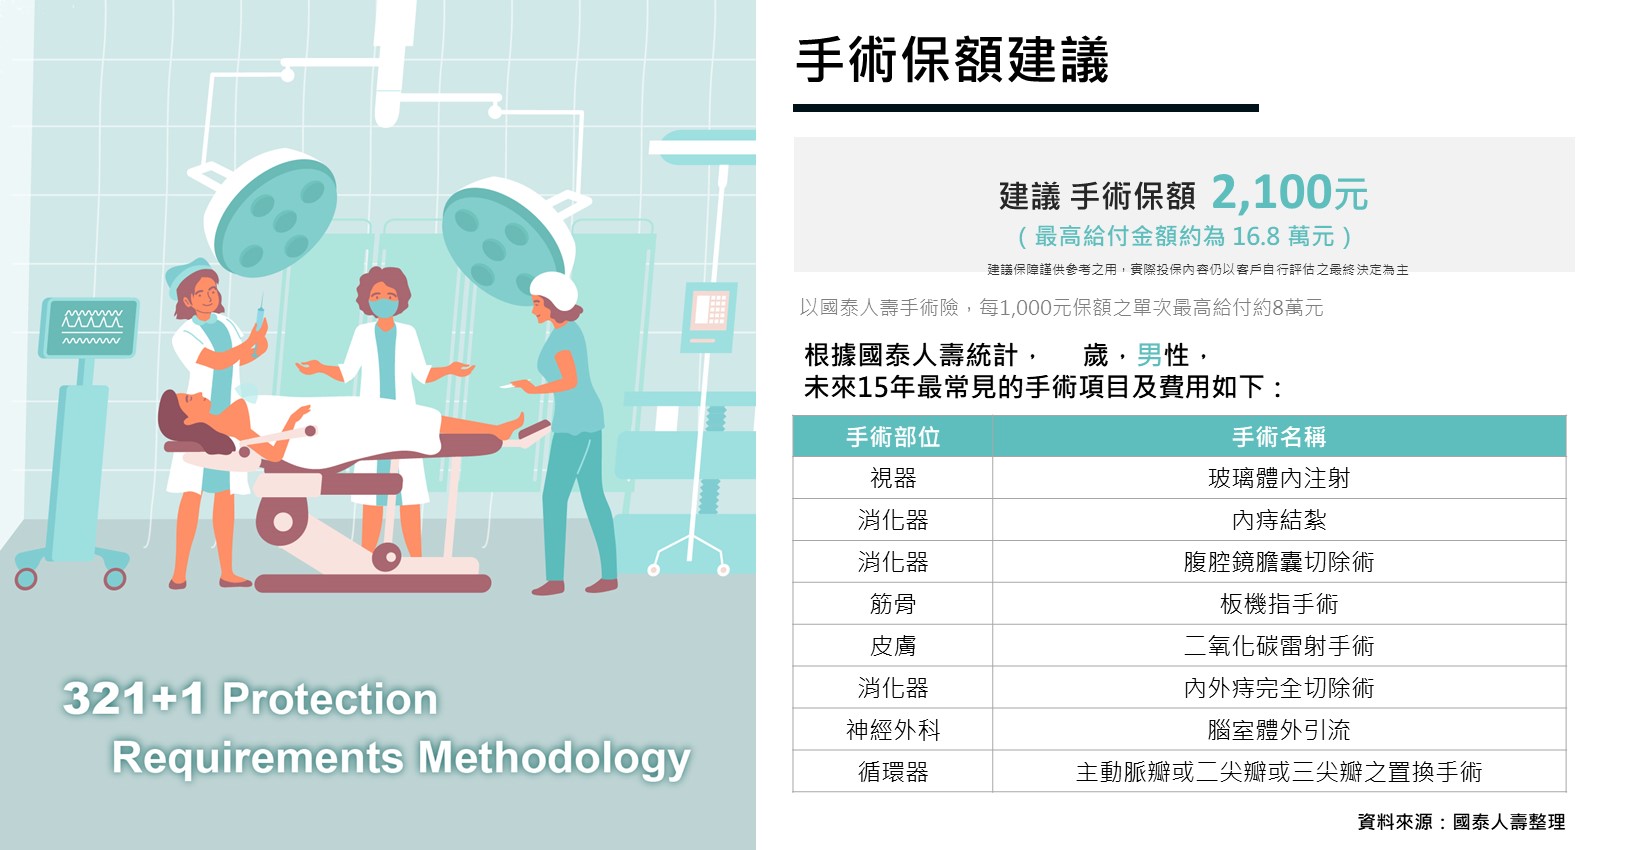 手術保額建議
建議 手術保額 2,100元
( 最高給付金額約為 16.8 萬元 )
建議保障謹供參考之用，實際投保內容仍以客戶自行評估之最終決定為主
以國泰人壽手術險，每1,000元保額之單次最高給付約8萬元
根據國泰人壽統計， 歲，男性，
未來15年最常見的手術項目及費用如下：
手術部位 手術名稱
視器 玻璃體內注射
消化器 內痔結紮
消化器 腹腔鏡膽囊切除術
筋骨 板機指手術
皮膚 二氧化碳雷射手術
消化器 內外痔完全切除術
神經外科 腦室體外引流
循環器 主動脈瓣或二尖瓣或三尖瓣之置換手術
資料來源：國泰人壽整理
321+1 Protection
Requirements Methodology